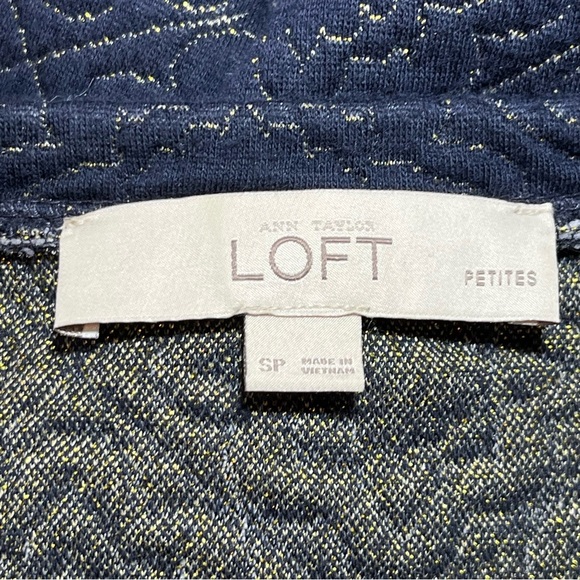 ANN TAYLOR
LOFT
PETITES
SP
MADE IN
VIETNAM